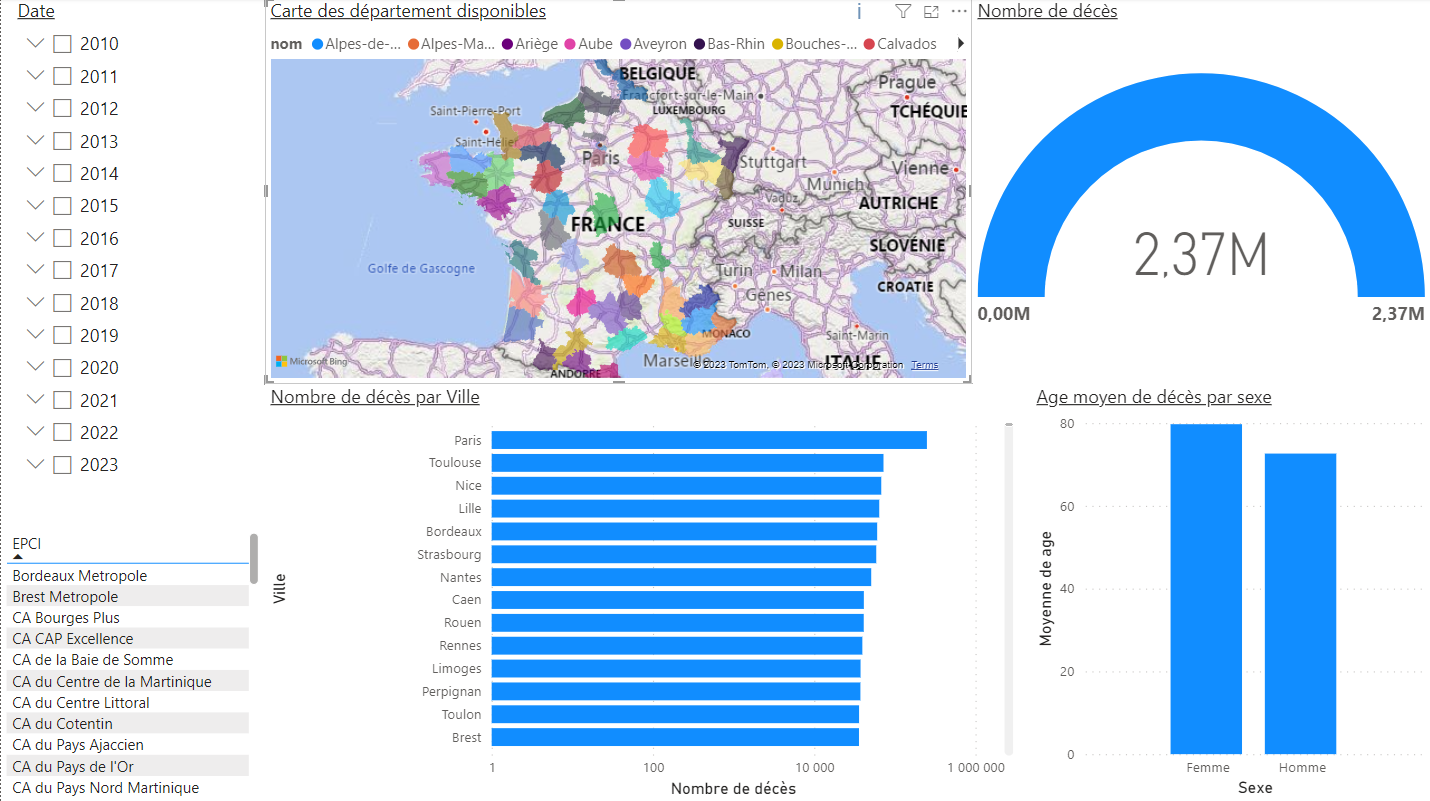 Date
2010
2011
2012
2013
2014
2015
2016
2017
2018
2019
2020
2021
2022
2023
EPCI
Bordeaux Metropole
Brest Metropole
CA Bourges Plus
CA CAP Excellence
CA de la Baie de Somme
CA du Centre de la Martinique
CA du Centre Littoral
CA du Cotentin
CA du Pays Ajaccien
CA du Pays de l'Or
CA du Pays Nord Martinique
Carte des département disponibles
nom Alpes-de-... Alpes-Ma... Ariège Aube Aveyron Bas-Rhin Bouches-... Calvados
BELGIQUE
Prague
Francfort-sur-le-Main
LUXEMBOURG
TCHÉQUIE
Saint-Pierre-Port
Saint-Hélier
Paris
Stuttgart
Vienne
Munich
Vaduz
AUTRICHE
FRANCE
SUISSE
SLOVÉNIE
Golfe de Gascogne
Turin
Milan
CROATIE
Gênes
MONACO
Saint-Marin
Marseille
ITALIE
Microsoft Bing
© 2023 TomTom, © 2023 Microsoft Corporation Terms
ANDORRE
Nombre de décès
2,37M
0,00M
2,37M
Nombre de décès par Ville
Ville
Paris
Toulouse
Nice
Lille
Bordeaux
Strasbourg
Nantes
Caen
Rouen
Rennes
Limoges
Perpignan
Toulon
Brest
1 100 10 000 1 000 000
Nombre de décès
Age moyen de décès par sexe
Moyenne de age
80
60
40
20
0
Femme Homme
Sexe